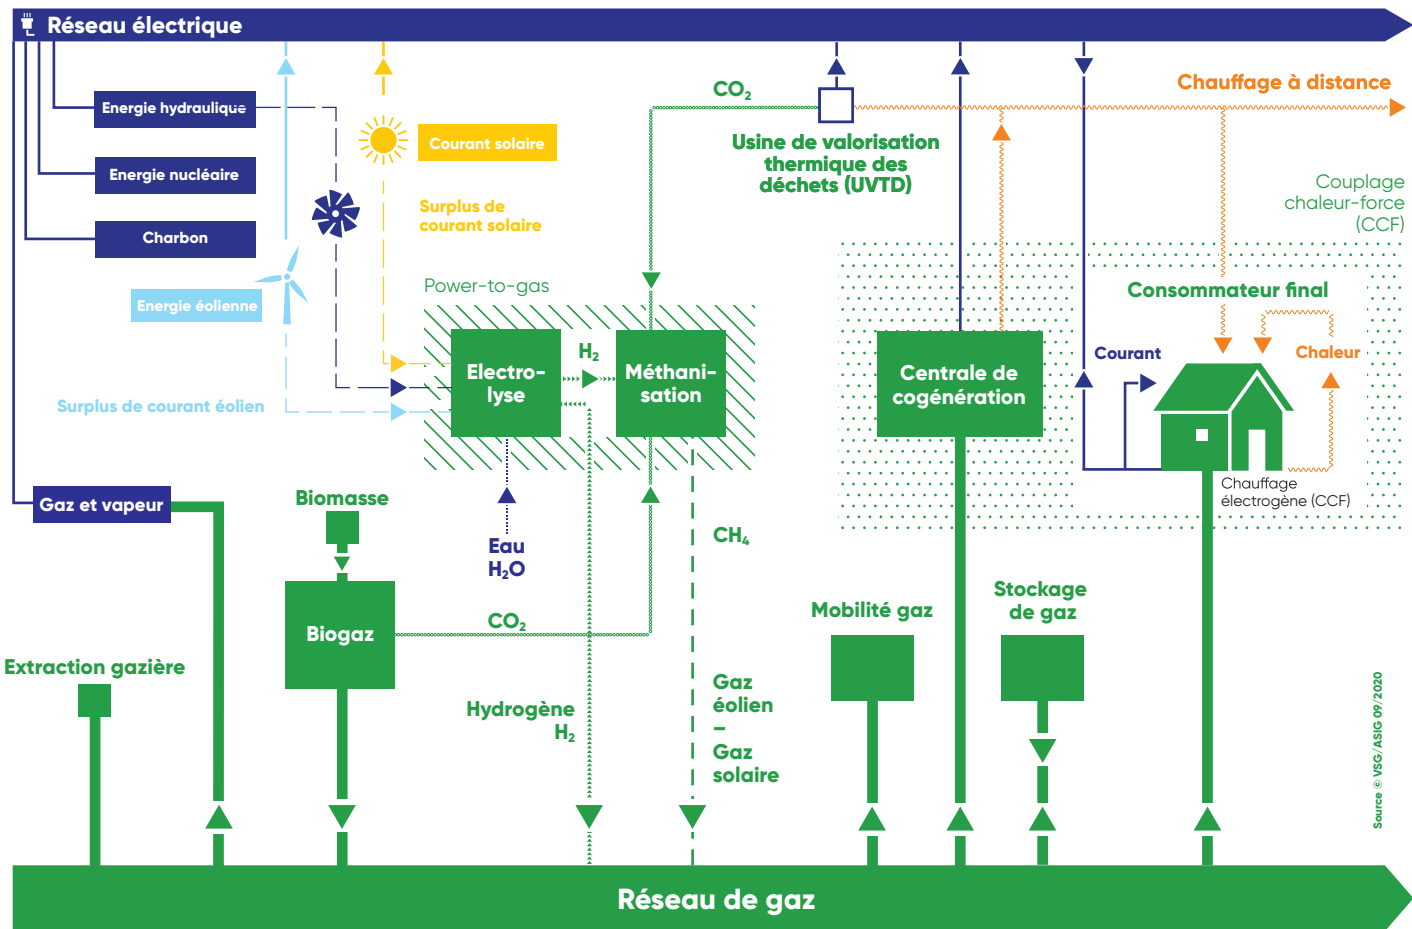 Réseau électrique
Energie hydraulique
Energie nucléaire
Charbon
Energie éolienne
Courant solaire
Surplus de
courant solaire
CO₂
Usine de valorisation
thermique des
déchets (UVTD)
Chauffage à distance
Couplage
chaleur-force
(CCF)
Power-to-gas
Electro-
lyse
H₂
Méthani-
sation
Surplus de courant éolien
Centrale de
cogénération
Consommateur final
Courant
Chaleur
Chauffage
électrogène (CCF)
Gaz et vapeur
Biomasse
Eau
H₂O
CH₄
Biogaz
CO₂
Extraction gazière
Hydrogène
H₂
Gaz
éolien
–
Gaz
solaire
Mobilité gaz
Stockage
de gaz
Source © VSG/ASIG 09/2020
Réseau de gaz